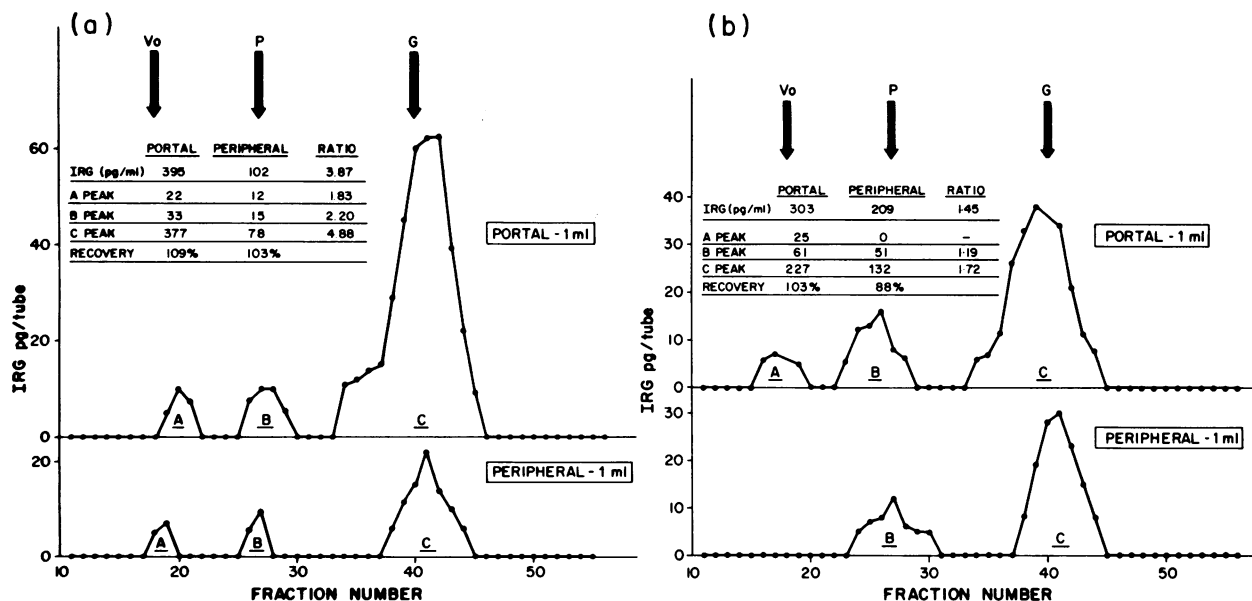 (a)
Vo P G
PORTAL PERIPHERAL RATIO
IRG (pg/ml) 395 102 3.87
A PEAK 22 12 1.83
B PEAK 33 15 2.20
C PEAK 377 78 4.88
RECOVERY 109% 103%
PORTAL - 1 ml
60
40
20
0
IRG pg/tube
A B C
PERIPHERAL - 1 ml
20
0
A B C
10 20 30 40 50
FRACTION NUMBER
(b)
Vo P G
PORTAL PERIPHERAL RATIO
IRG (pg/ml) 303 209 1·45
A PEAK 25 0 –
B PEAK 61 51 1·19
C PEAK 227 132 1·72
RECOVERY 103% 88%
PORTAL - 1 ml
40
30
20
10
0
IRG pg/tube
A B C
PERIPHERAL - 1 ml
30
20
10
0
B C
10 20 30 40 50
FRACTION NUMBER